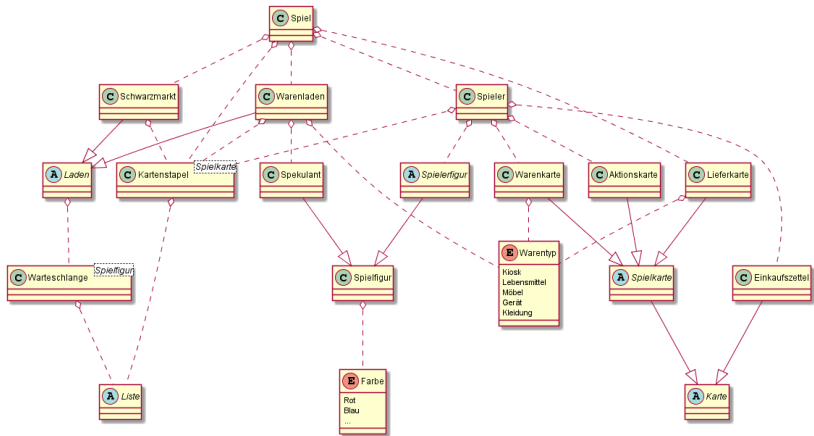 C Spiel
C Schwarzmarkt
C Warenladen
C Spieler
A Laden
C Kartenstapel
Spielkarte
C Spekulant
A Spielerfigur
C Warenkarte
C Aktionskarte
C Lieferkarte
C Warteschlange
Spielfigur
C Spielfigur
E Warentyp
Kiosk
Lebensmittel
Möbel
Gerät
Kleidung
A Spielkarte
C Einkaufszettel
A Liste
E Farbe
Rot
Blau
...
A Karte